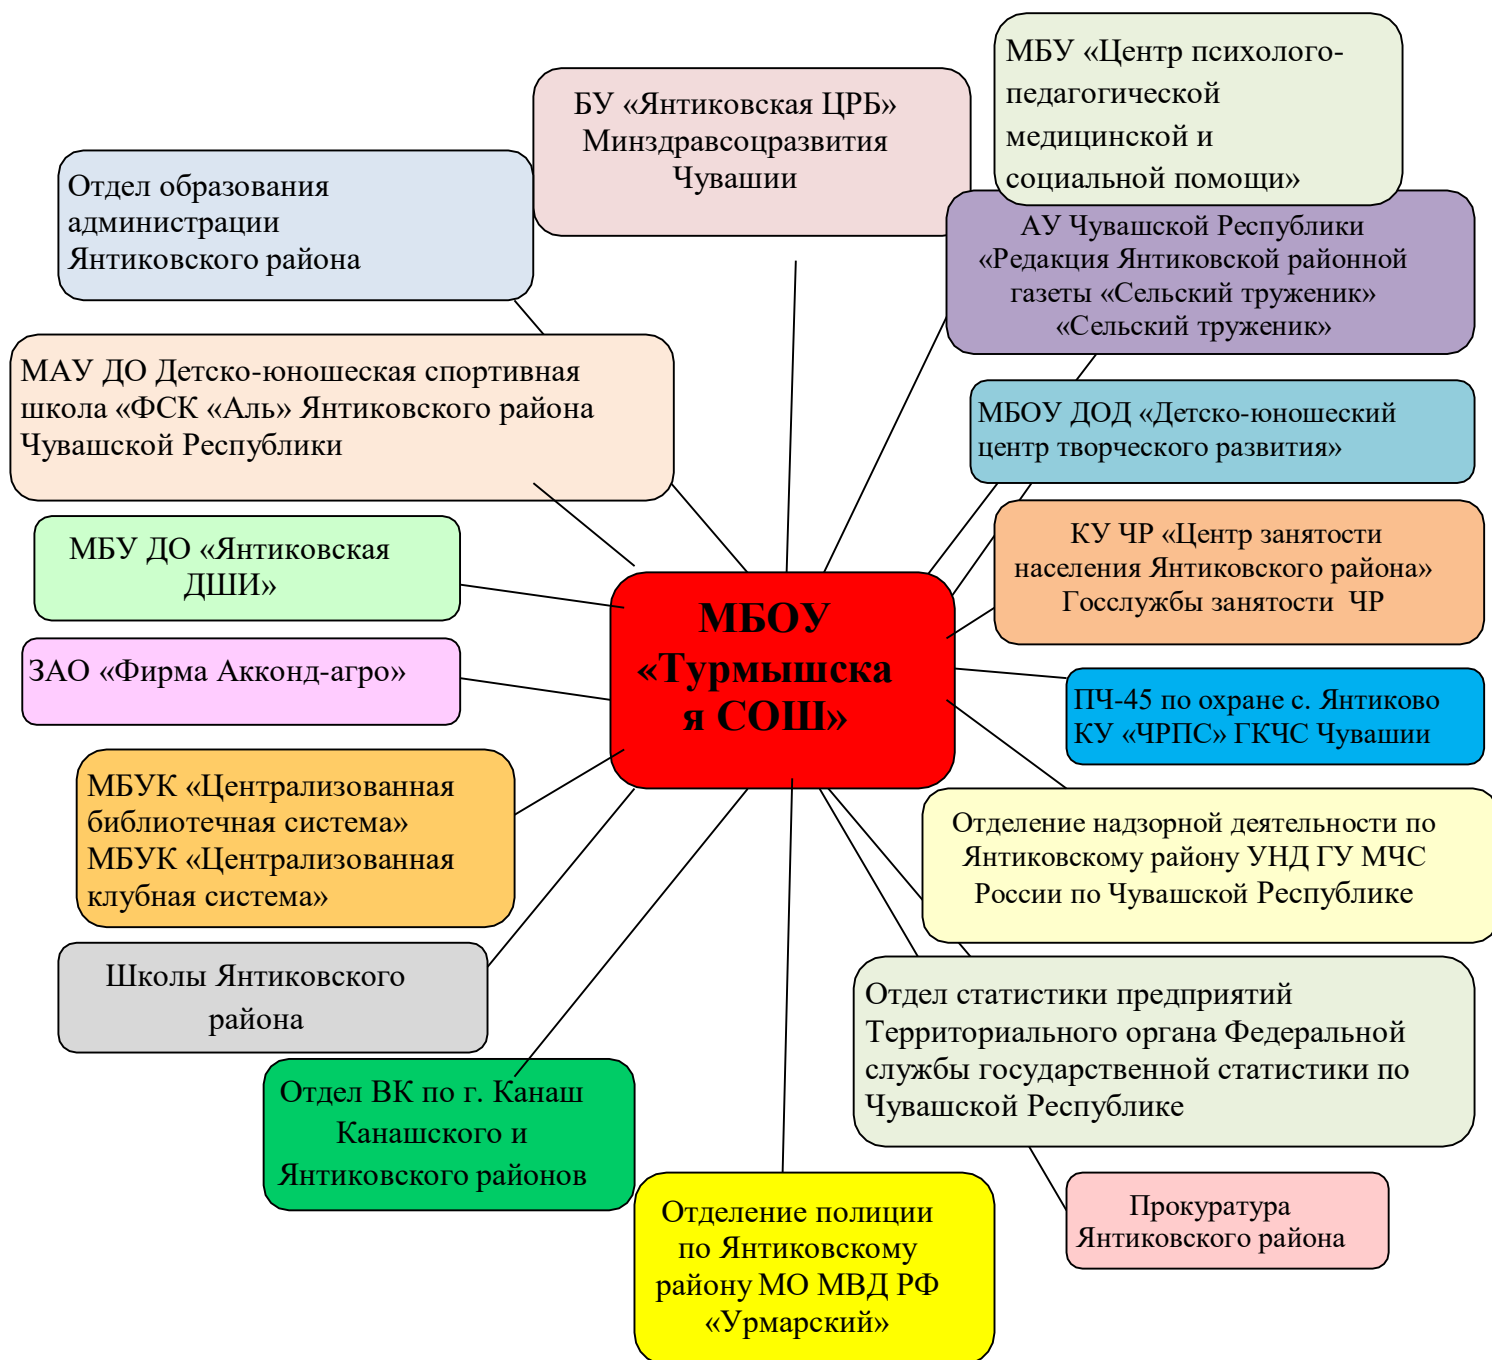 МБУ «Центр психолого-
педагогической
медицинской и
социальной помощи»
БУ «Янтиковская ЦРБ»
Минздравсоцразвития
Чувашии
Отдел образования
администрации
Янтиковского района
АУ Чувашской Республики
«Редакция Янтиковской районной
газеты «Сельский труженик»
«Сельский труженик»
МАУ ДО Детско-юношеская спортивная
школа «ФСК «Аль» Янтиковского района
Чувашской Республики
МБОУ ДОД «Детско-юношеский
центр творческого развития»
МБУ ДО «Янтиковская
ДШИ»
КУ ЧР «Центр занятости
населения Янтиковского района»
Госслужбы занятости ЧР
МБОУ
«Турмышска
я СОШ»
ЗАО «Фирма Акконд-агро»
ПЧ-45 по охране с. Янтиково
КУ «ЧРПС» ГКЧС Чувашии
МБУК «Централизованная
библиотечная система»
МБУК «Централизованная
клубная система»
Отделение надзорной деятельности по
Янтиковскому району УНД ГУ МЧС
России по Чувашской Республике
Школы Янтиковского
района
Отдел статистики предприятий
Территориального органа Федеральной
службы государственной статистики по
Чувашской Республике
Отдел ВК по г. Канаш
Канашского и
Янтиковского районов
Отделение полиции
по Янтиковскому
району МО МВД РФ
«Урмарский»
Прокуратура
Янтиковского района